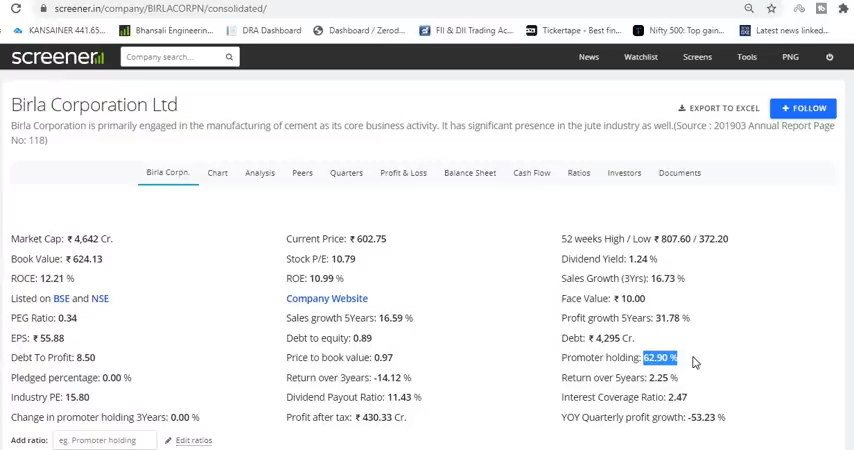 screener.in/company/BIRLACORPN/consolidated/
KANSAINER 441.65... Bhansali Engineerin... DRA Dashboard Dashboard / Zerod... FII & DII Trading Ac... Tickertape - Best fin... Nifty 500: Top gain... Latest news linked...
screener Company search... News Watchlist Screens Tools PNG
Birla Corporation Ltd
EXPORT TO EXCEL + FOLLOW
Birla Corporation is primarily engaged in the manufacturing of cement as its core business activity. It has significant presence in the jute industry as well.(Source : 201903 Annual Report Page
No: 118)
Birla Corpn. Chart Analysis Peers Quarters Profit & Loss Balance Sheet Cash Flow Ratios Investors Documents
Market Cap: ₹ 4,642 Cr. Current Price: ₹ 602.75 52 weeks High / Low ₹ 807.60 / 372.20
Book Value: ₹ 624.13 Stock P/E: 10.79 Dividend Yield: 1.24 %
ROCE: 12.21 % ROE: 10.99 % Sales Growth (3Yrs): 16.73 %
Listed on BSE and NSE Company Website Face Value: ₹ 10.00
PEG Ratio: 0.34 Sales growth 5Years: 16.59 % Profit growth 5Years: 31.78 %
EPS: ₹ 55.88 Debt to equity: 0.89 Debt: ₹ 4,295 Cr.
Debt To Profit: 8.50 Price to book value: 0.97 Promoter holding: 62.90 %
Pledged percentage: 0.00 % Return over 3years: -14.12 % Return over 5years: 2.25 %
Industry PE: 15.80 Dividend Payout Ratio: 11.43 % Interest Coverage Ratio: 2.47
Change in promoter holding 3Years: 0.00 % Profit after tax: ₹ 430.33 Cr. YOY Quarterly profit growth: -53.23 %
Add ratio: eg. Promoter holding Edit ratios